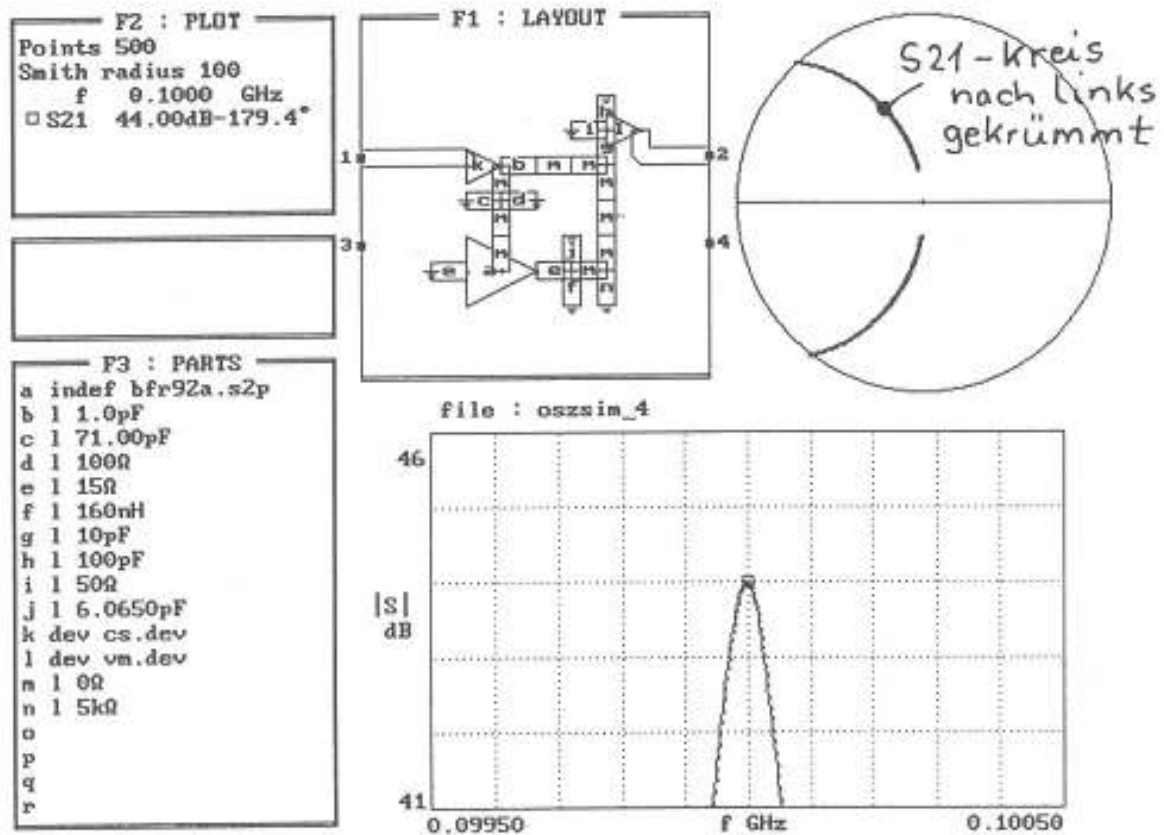 F2 : PLOT
Points 500
Smith radius 100
f 0.1000 GHz
S21 44.00dB-179.4°
F1 : LAYOUT
1
2
3
4
k
b m m
m
c d
m
m
e
a
e m
j
f
n
m
m
m
g
i
h
l
S21-Kreis
nach links
gekrümmt
F3 : PARTS
a indef bfr92a.s2p
b l 1.0pF
c l 71.00pF
d l 100Ω
e l 15Ω
f l 160nH
g l 10pF
h l 100pF
i l 50Ω
j l 6.0650pF
k dev cs.dev
l dev vm.dev
m l 0Ω
n l 5kΩ
o
p
q
r
file : oszsim_4
46
|S|
dB
41
0.09950 f GHz 0.10050